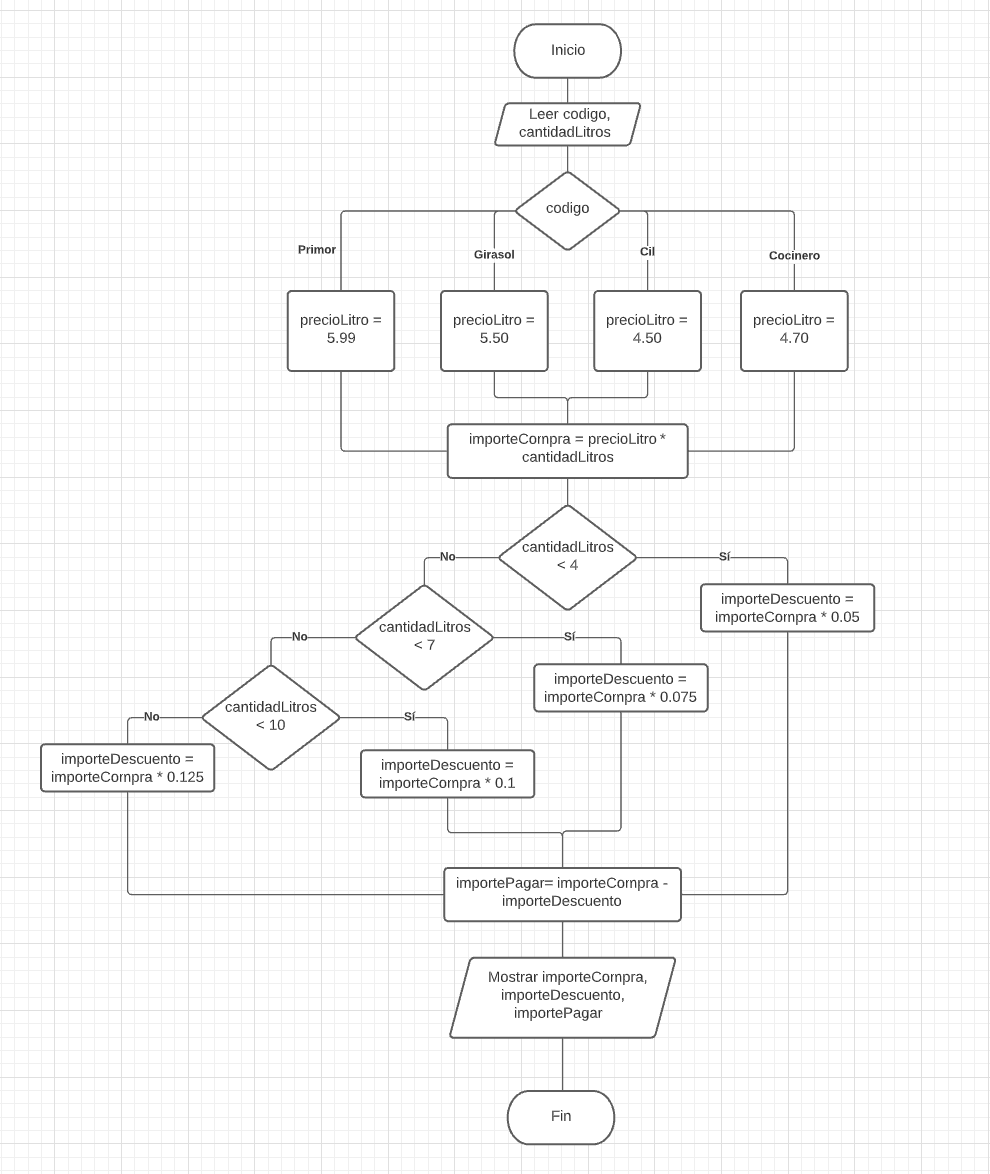 Inicio
Leer codigo,
cantidadLitros
codigo
Primor
Girasol
Cil
Cocinero
precioLitro =
5.99
precioLitro =
5.50
precioLitro =
4.50
precioLitro =
4.70
importeCompra = precioLitro *
cantidadLitros
cantidadLitros
< 4
No
Sí
importeDescuento =
importeCompra * 0.05
cantidadLitros
< 7
No
Sí
importeDescuento =
importeCompra * 0.075
cantidadLitros
< 10
No
Sí
importeDescuento =
importeCompra * 0.125
importeDescuento =
importeCompra * 0.1
importePagar= importeCompra -
importeDescuento
Mostrar importeCompra,
importeDescuento,
importePagar
Fin